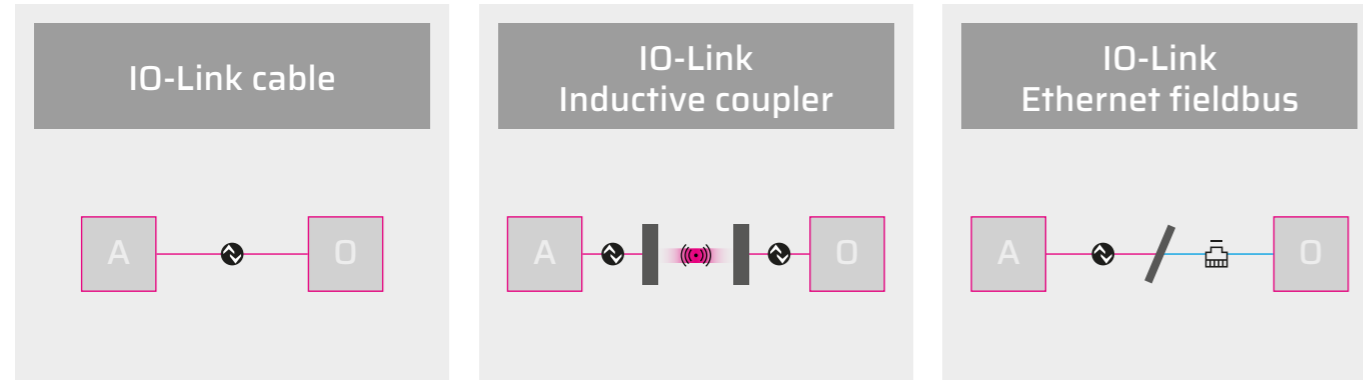 IO-Link cable
A
O
IO-Link
Inductive coupler
A
O
IO-Link
Ethernet fieldbus
A
O